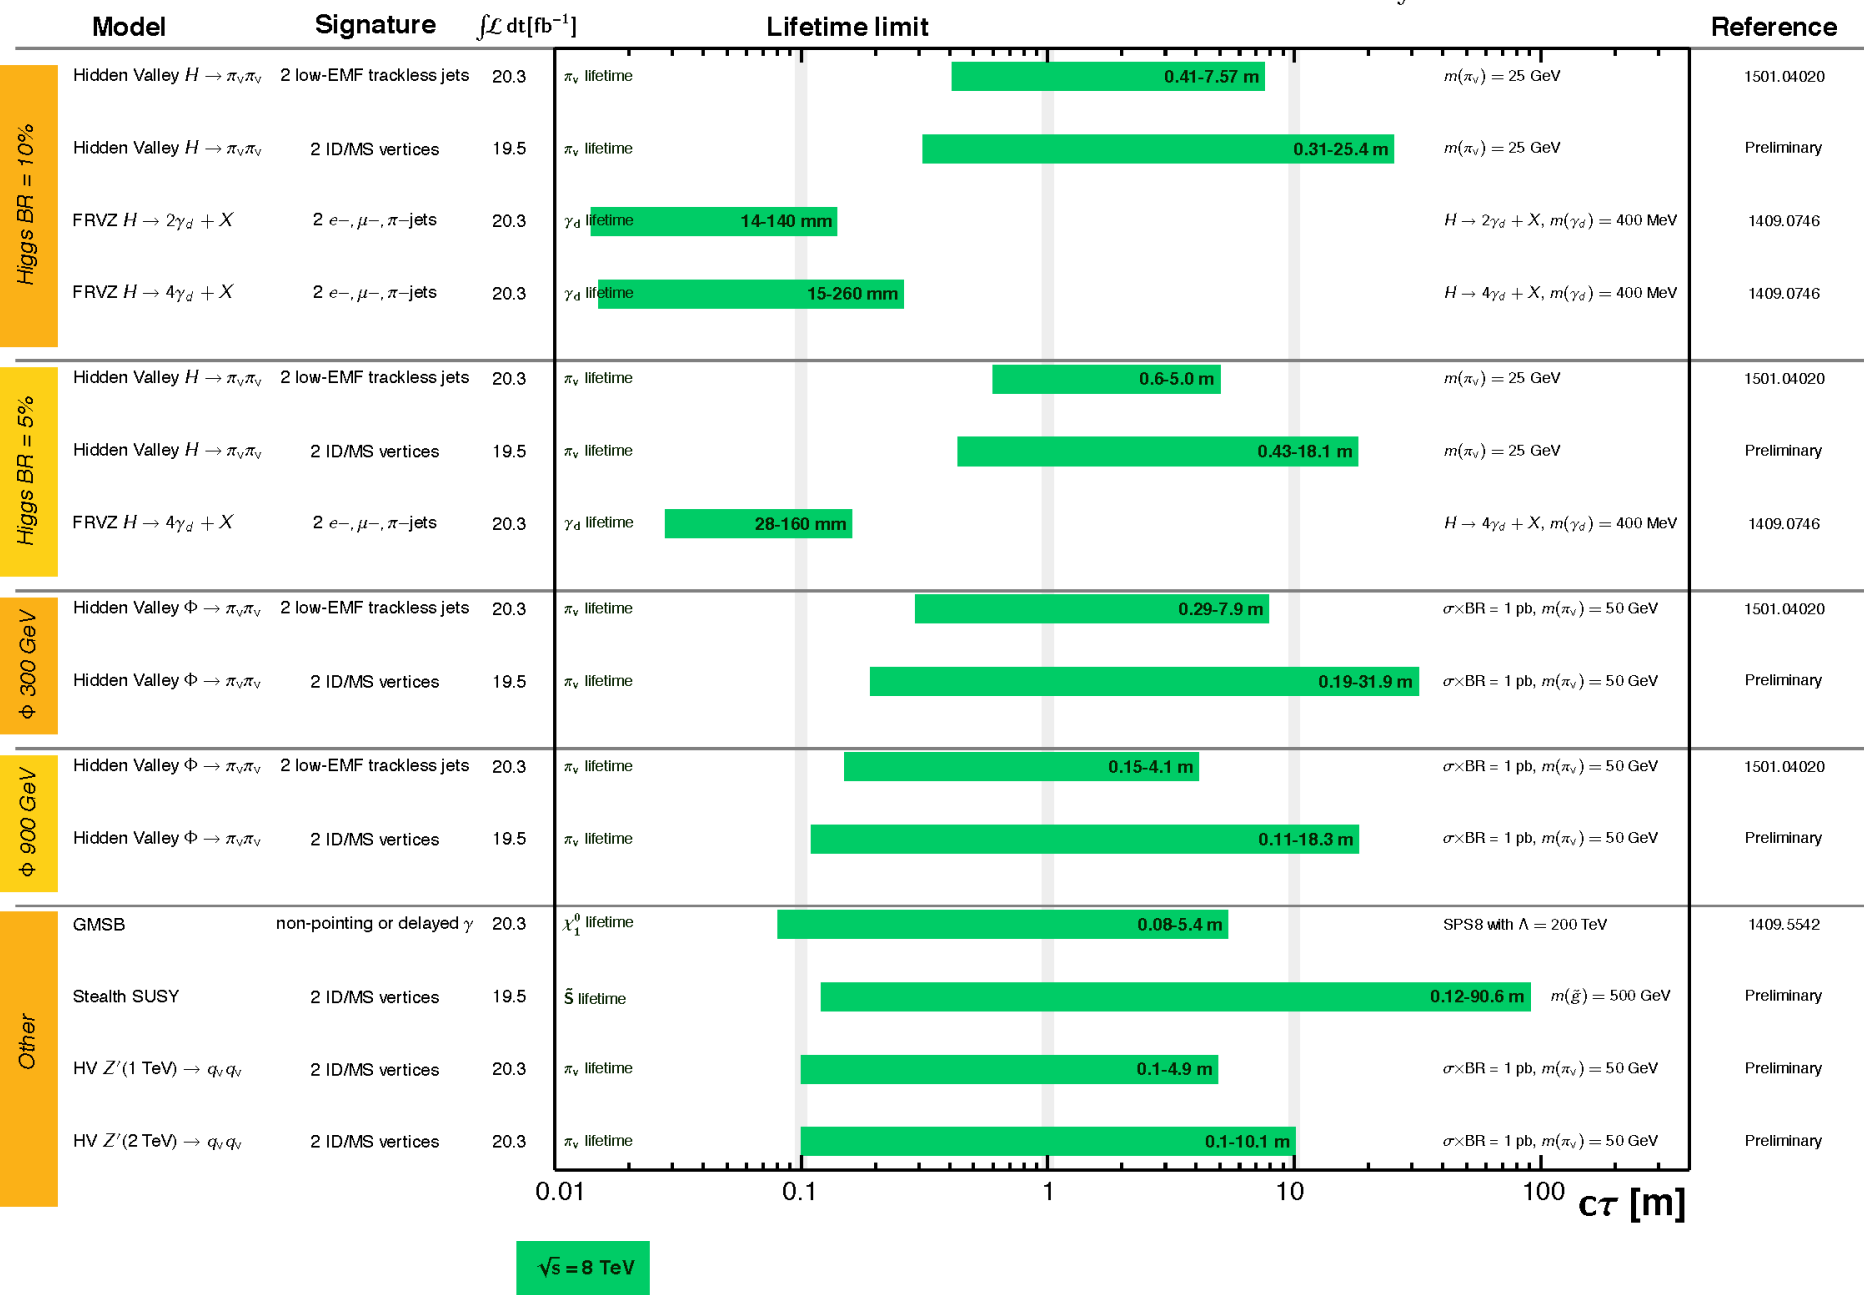 Model Signature ∫ℒ dt[fb⁻¹] Lifetime limit Reference
Higgs BR = 10%
Hidden Valley H → πᵥπᵥ 2 low-EMF trackless jets 20.3 πᵥ lifetime 0.41-7.57 m m(πᵥ) = 25 GeV 1501.04020
Hidden Valley H → πᵥπᵥ 2 ID/MS vertices 19.5 πᵥ lifetime 0.31-25.4 m m(πᵥ) = 25 GeV Preliminary
FRVZ H → 2γd + X 2 e−, μ−, π−jets 20.3 γd lifetime 14-140 mm H → 2γd + X, m(γd) = 400 MeV 1409.0746
FRVZ H → 4γd + X 2 e−, μ−, π−jets 20.3 γd lifetime 15-260 mm H → 4γd + X, m(γd) = 400 MeV 1409.0746
Higgs BR = 5%
Hidden Valley H → πᵥπᵥ 2 low-EMF trackless jets 20.3 πᵥ lifetime 0.6-5.0 m m(πᵥ) = 25 GeV 1501.04020
Hidden Valley H → πᵥπᵥ 2 ID/MS vertices 19.5 πᵥ lifetime 0.43-18.1 m m(πᵥ) = 25 GeV Preliminary
FRVZ H → 4γd + X 2 e−, μ−, π−jets 20.3 γd lifetime 28-160 mm H → 4γd + X, m(γd) = 400 MeV 1409.0746
Φ 300 GeV
Hidden Valley Φ → πᵥπᵥ 2 low-EMF trackless jets 20.3 πᵥ lifetime 0.29-7.9 m σ×BR = 1 pb, m(πᵥ) = 50 GeV 1501.04020
Hidden Valley Φ → πᵥπᵥ 2 ID/MS vertices 19.5 πᵥ lifetime 0.19-31.9 m σ×BR = 1 pb, m(πᵥ) = 50 GeV Preliminary
Φ 900 GeV
Hidden Valley Φ → πᵥπᵥ 2 low-EMF trackless jets 20.3 πᵥ lifetime 0.15-4.1 m σ×BR = 1 pb, m(πᵥ) = 50 GeV 1501.04020
Hidden Valley Φ → πᵥπᵥ 2 ID/MS vertices 19.5 πᵥ lifetime 0.11-18.3 m σ×BR = 1 pb, m(πᵥ) = 50 GeV Preliminary
Other
GMSB non-pointing or delayed γ 20.3 χ₁⁰ lifetime 0.08-5.4 m SPS8 with Λ = 200 TeV 1409.5542
Stealth SUSY 2 ID/MS vertices 19.5 S̃ lifetime 0.12-90.6 m m(g̃) = 500 GeV Preliminary
HV Z′(1 TeV) → qᵥqᵥ 2 ID/MS vertices 20.3 πᵥ lifetime 0.1-4.9 m σ×BR = 1 pb, m(πᵥ) = 50 GeV Preliminary
HV Z′(2 TeV) → qᵥqᵥ 2 ID/MS vertices 20.3 πᵥ lifetime 0.1-10.1 m σ×BR = 1 pb, m(πᵥ) = 50 GeV Preliminary
0.01 0.1 1 10 100 cτ [m]
√s = 8 TeV